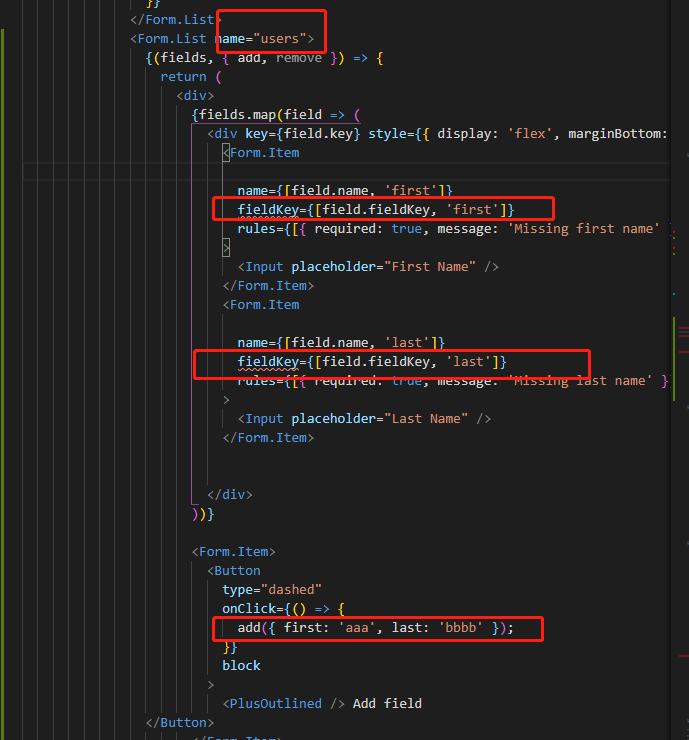 }}
</Form.List>
<Form.List name="users">
{(fields, { add, remove }) => {
return (
<div>
{fields.map(field => (
<div key={field.key} style={{ display: 'flex', marginBottom:
<Form.Item
name={[field.name, 'first']}
fieldKey={[field.fieldKey, 'first']}
rules={[{ required: true, message: 'Missing first name' }
>
<Input placeholder="First Name" />
</Form.Item>
<Form.Item
name={[field.name, 'last']}
fieldKey={[field.fieldKey, 'last']}
rules={[{ required: true, message: 'Missing last name' }
>
<Input placeholder="Last Name" />
</Form.Item>
</div>
))}
<Form.Item>
<Button
type="dashed"
onClick={() => {
add({ first: 'aaa', last: 'bbbb' });
}}
block
>
<PlusOutlined /> Add field
</Button>
</Form.Item>